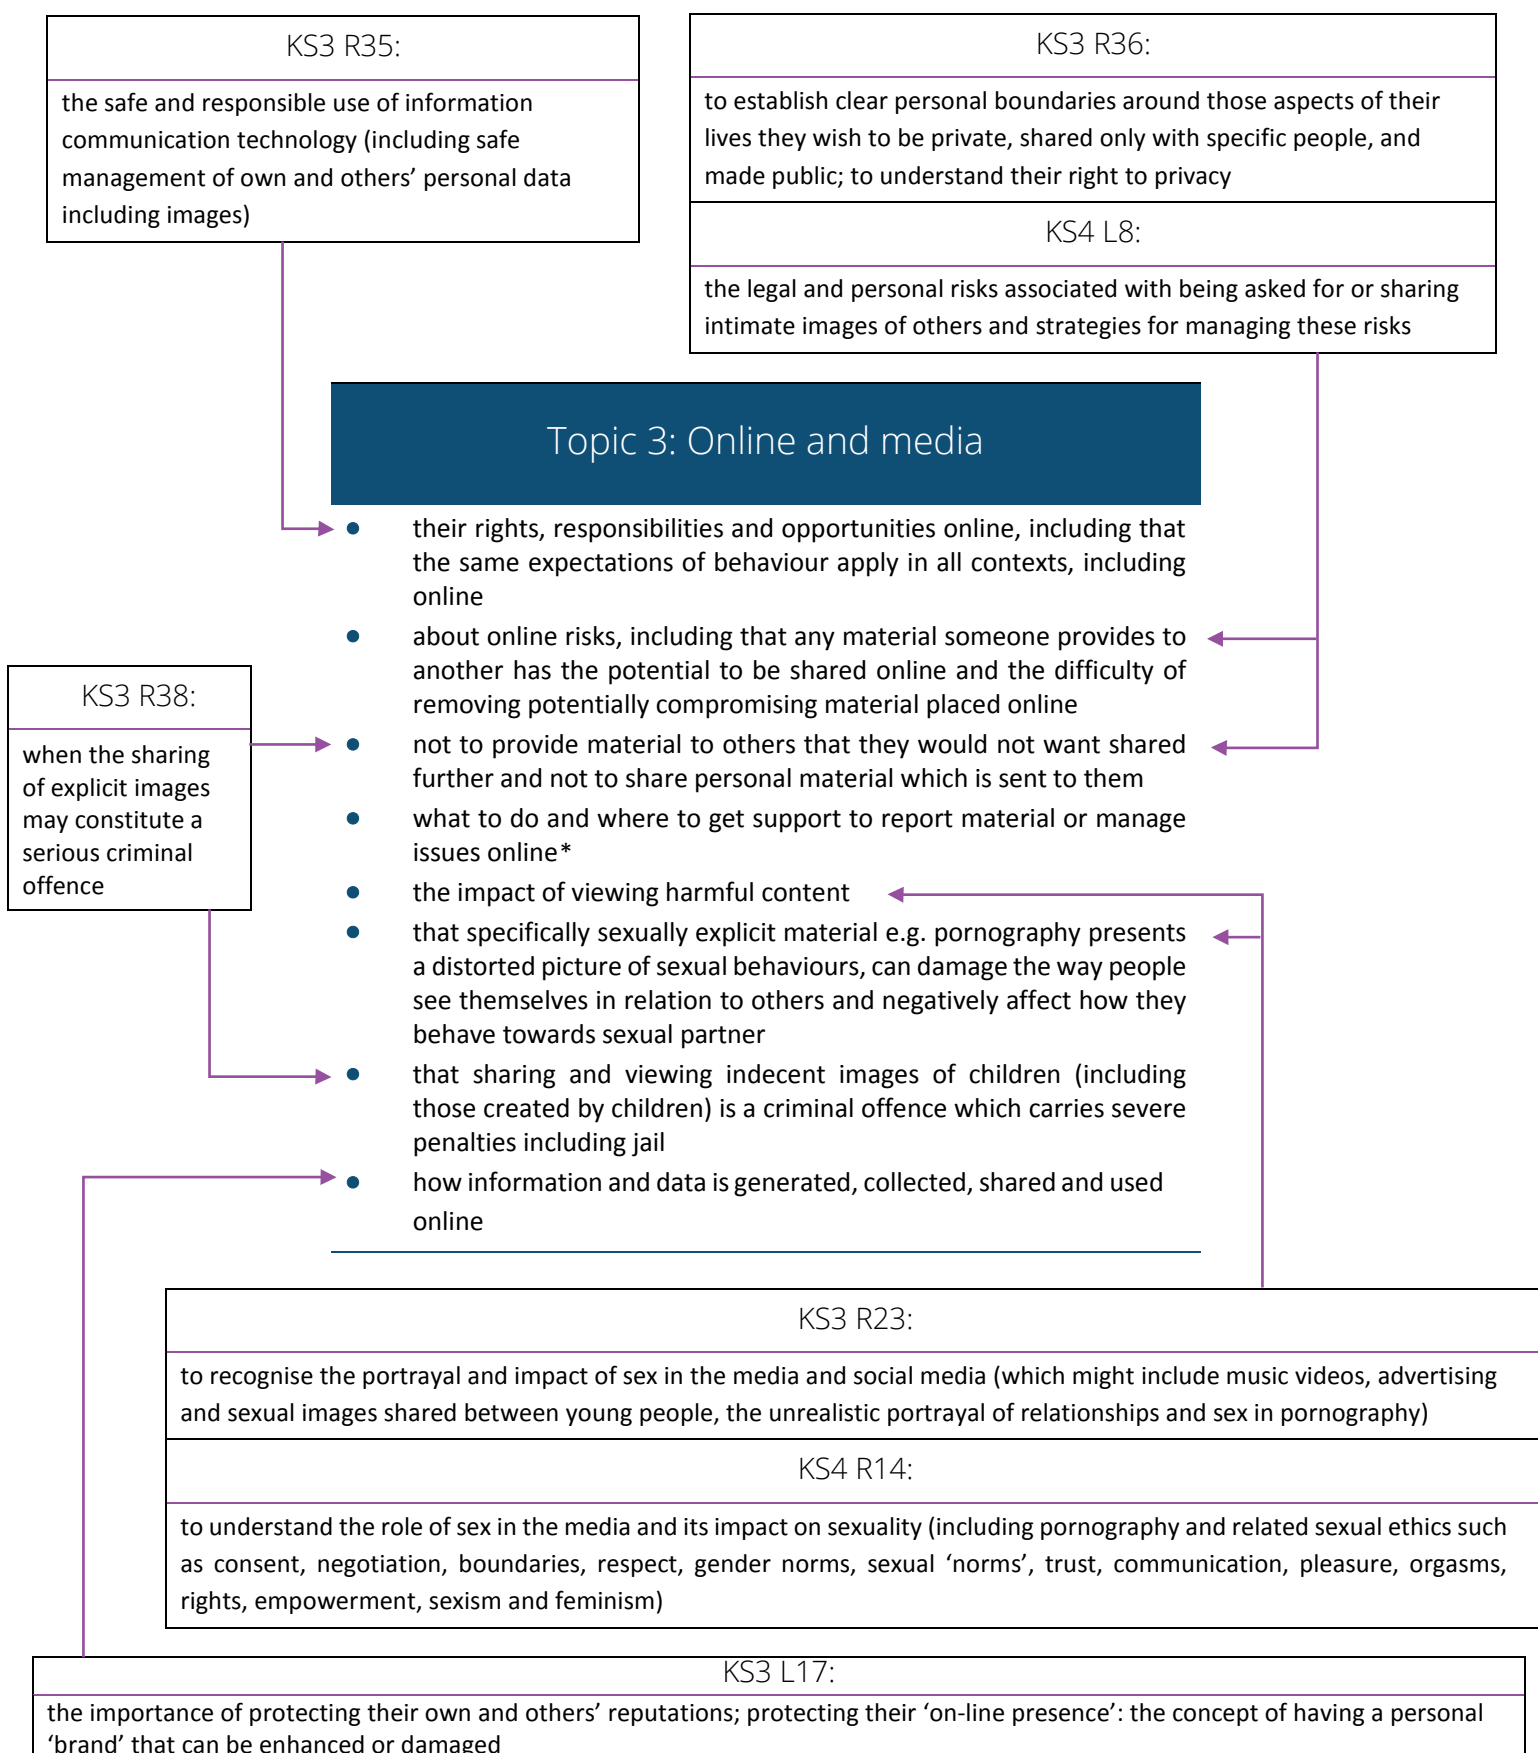 KS3 R35:
the safe and responsible use of information
communication technology (including safe
management of own and others’ personal data
including images)
KS3 R36:
to establish clear personal boundaries around those aspects of their
lives they wish to be private, shared only with specific people, and
made public; to understand their right to privacy
KS4 L8:
the legal and personal risks associated with being asked for or sharing
intimate images of others and strategies for managing these risks
Topic 3: Online and media
● their rights, responsibilities and opportunities online, including that
the same expectations of behaviour apply in all contexts, including
online
● about online risks, including that any material someone provides to
another has the potential to be shared online and the difficulty of
removing potentially compromising material placed online
● not to provide material to others that they would not want shared
further and not to share personal material which is sent to them
● what to do and where to get support to report material or manage
issues online*
● the impact of viewing harmful content
● that specifically sexually explicit material e.g. pornography presents
a distorted picture of sexual behaviours, can damage the way people
see themselves in relation to others and negatively affect how they
behave towards sexual partner
● that sharing and viewing indecent images of children (including
those created by children) is a criminal offence which carries severe
penalties including jail
● how information and data is generated, collected, shared and used
online
KS3 R38:
when the sharing
of explicit images
may constitute a
serious criminal
offence
KS3 R23:
to recognise the portrayal and impact of sex in the media and social media (which might include music videos, advertising
and sexual images shared between young people, the unrealistic portrayal of relationships and sex in pornography)
KS4 R14:
to understand the role of sex in the media and its impact on sexuality (including pornography and related sexual ethics such
as consent, negotiation, boundaries, respect, gender norms, sexual ‘norms’, trust, communication, pleasure, orgasms,
rights, empowerment, sexism and feminism)
KS3 L17:
the importance of protecting their own and others’ reputations; protecting their ‘on-line presence’: the concept of having a personal
‘brand’ that can be enhanced or damaged